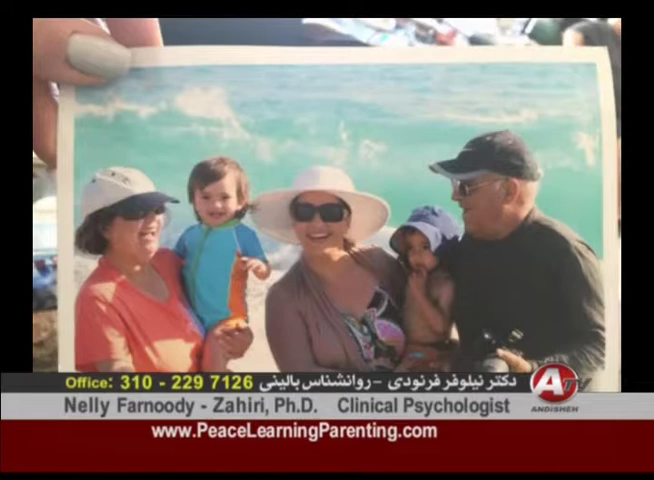 Office: 310 - 229 7126 دکتر نیلوفر فرنودی - روانشناس بالینی
Nelly Farnoody - Zahiri, Ph.D. Clinical Psychologist
A TV
ANDISHEH
www.PeaceLearningParenting.com